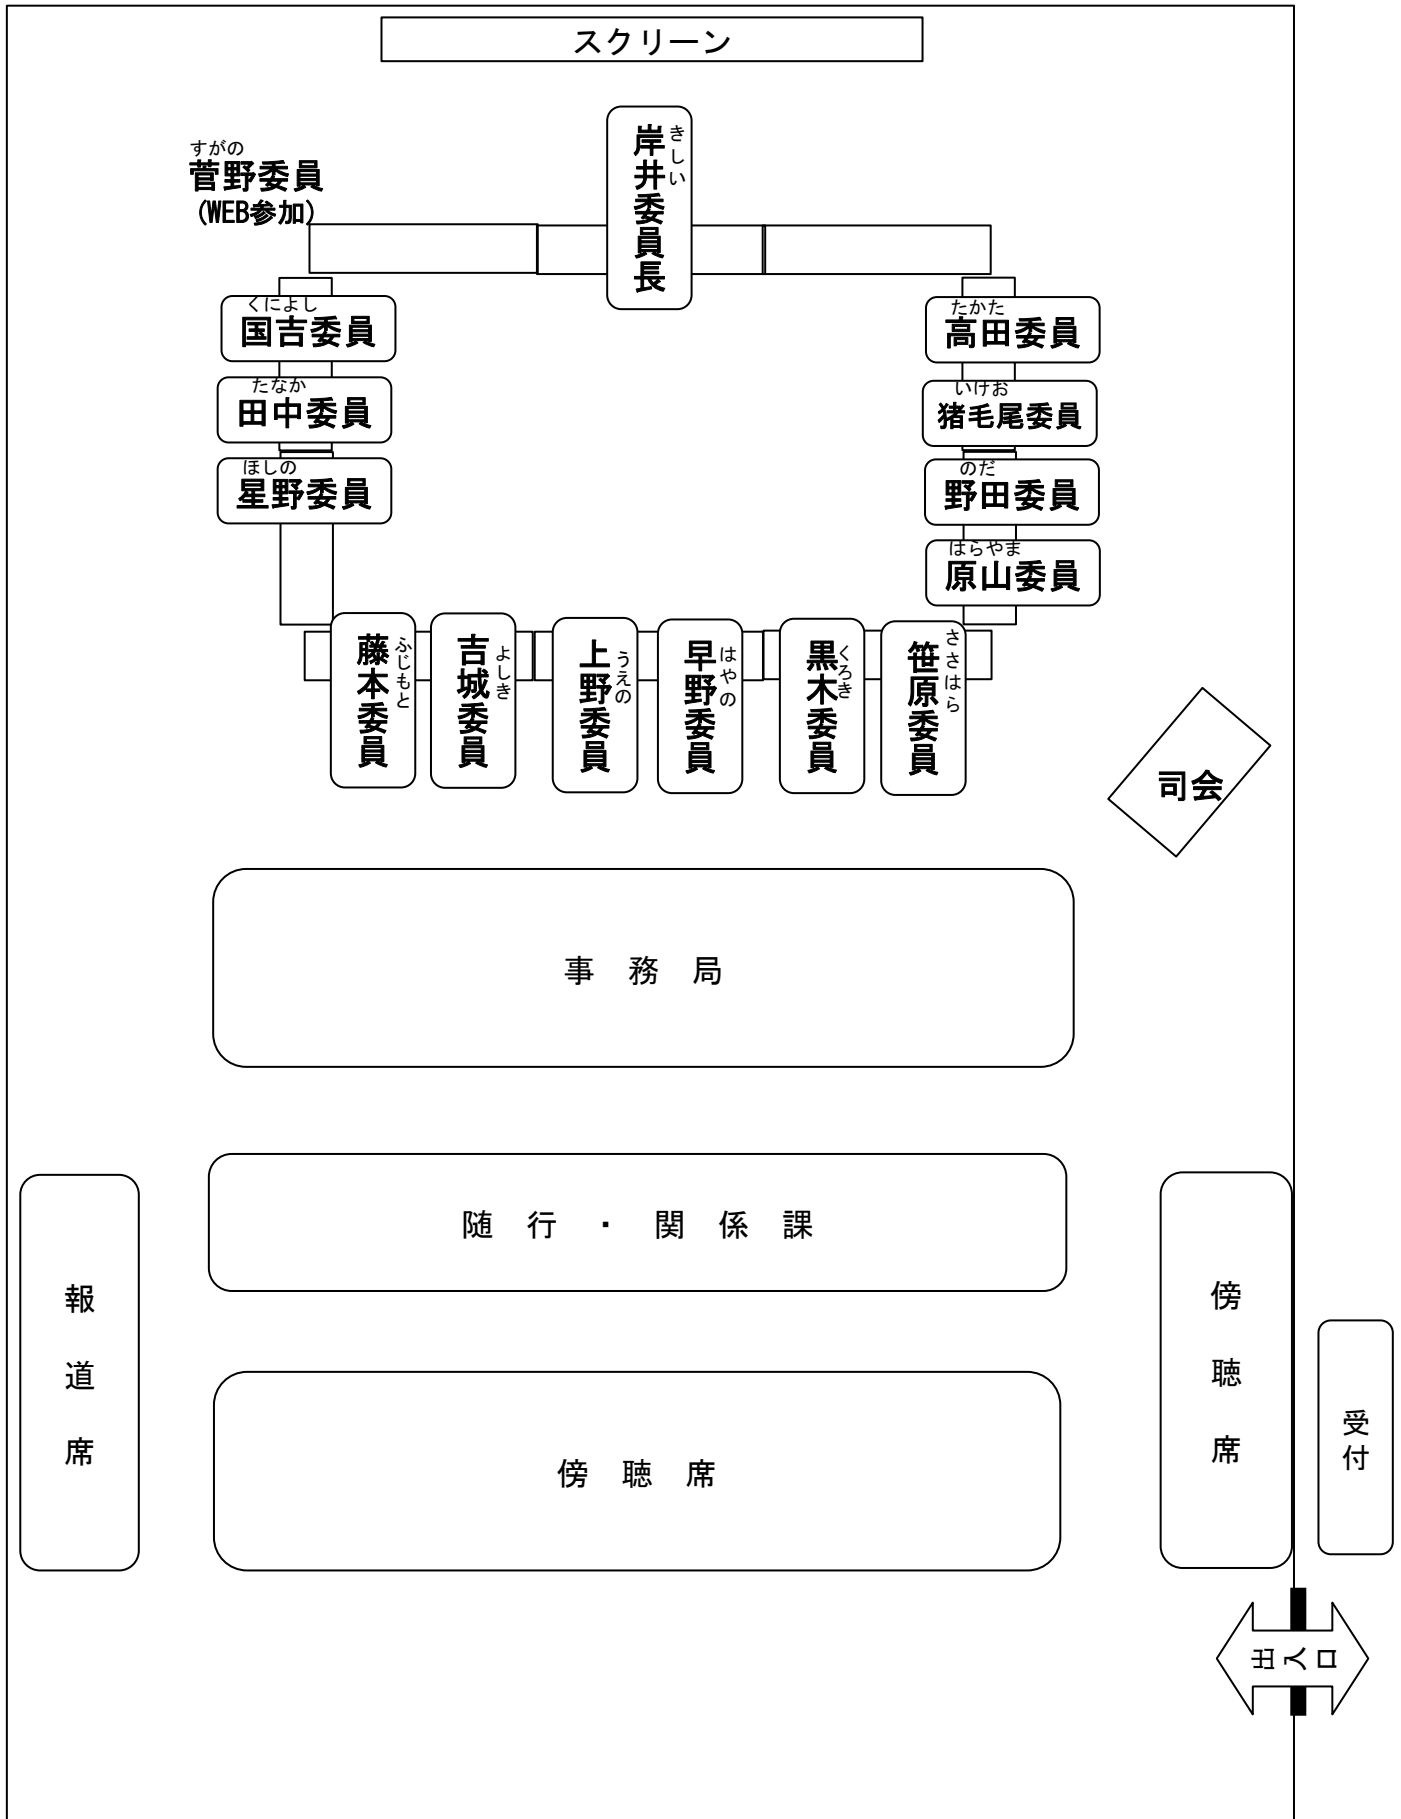 スクリーン
きしい
岸井委員長
すがの
菅野委員
(WEB参加)
くによし
国吉委員
たなか
田中委員
ほしの
星野委員
たかた
高田委員
いけお
猪毛尾委員
のだ
野田委員
はらやま
原山委員
ふじもと
藤本委員
よしき
吉城委員
うえの
上野委員
はやの
早野委員
くろき
黒木委員
ささはら
笹原委員
司会
事務局
随行・関係課
報道席
傍聴席
傍聴席
受付
出入口